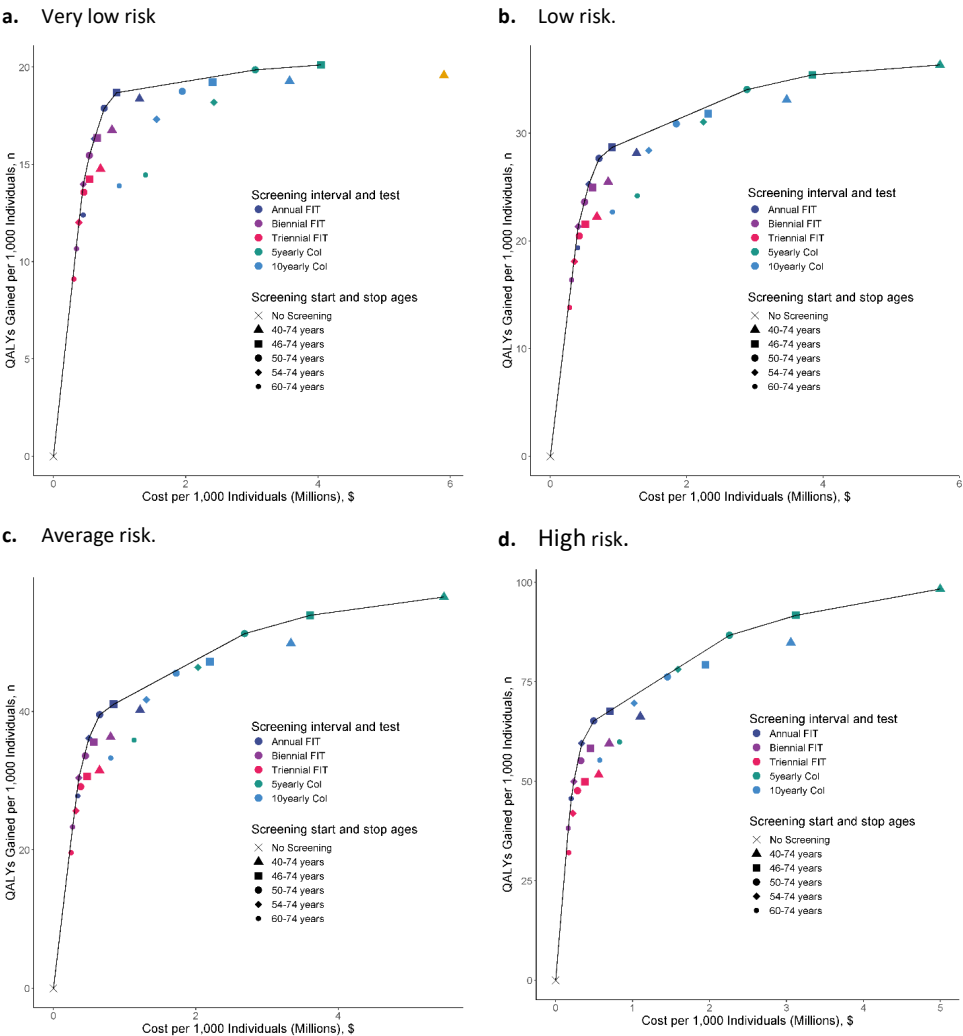 a. Very low risk
20
15
10
5
0
QALYs Gained per 1,000 Individuals, n
Screening interval and test
Annual FIT
Biennial FIT
Triennial FIT
5yearly Col
10yearly Col
Screening start and stop ages
No Screening
40-74 years
46-74 years
50-74 years
54-74 years
60-74 years
0 2 4 6
Cost per 1,000 Individuals (Millions), $
b. Low risk.
30
20
10
0
QALYs Gained per 1,000 Individuals, n
Screening interval and test
Annual FIT
Biennial FIT
Triennial FIT
5yearly Col
10yearly Col
Screening start and stop ages
No Screening
40-74 years
46-74 years
50-74 years
54-74 years
60-74 years
0 2 4 6
Cost per 1,000 Individuals (Millions), $
c. Average risk.
40
20
0
QALYs Gained per 1,000 Individuals, n
Screening interval and test
Annual FIT
Biennial FIT
Triennial FIT
5yearly Col
10yearly Col
Screening start and stop ages
No Screening
40-74 years
46-74 years
50-74 years
54-74 years
60-74 years
0 2 4
Cost per 1,000 Individuals (Millions), $
d. High risk.
100
75
50
25
0
QALYs Gained per 1,000 Individuals, n
Screening interval and test
Annual FIT
Biennial FIT
Triennial FIT
5yearly Col
10yearly Col
Screening start and stop ages
No Screening
40-74 years
46-74 years
50-74 years
54-74 years
60-74 years
0 1 2 3 4 5
Cost per 1,000 Individuals (Millions), $